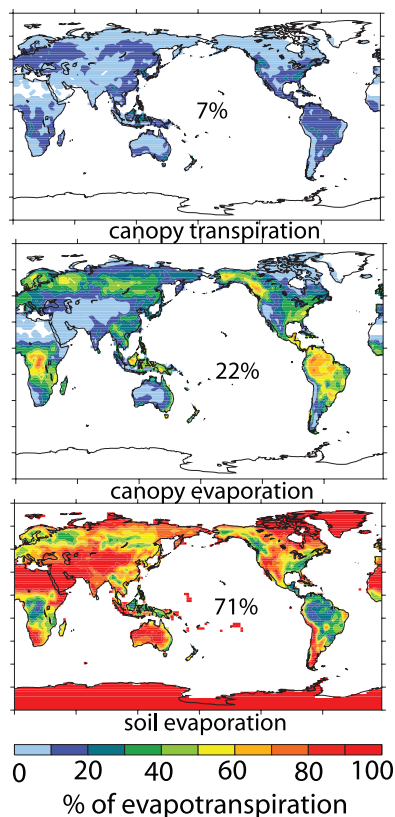 7%
canopy transpiration
22%
canopy evaporation
71%
soil evaporation
0 20 40 60 80 100
% of evapotranspiration